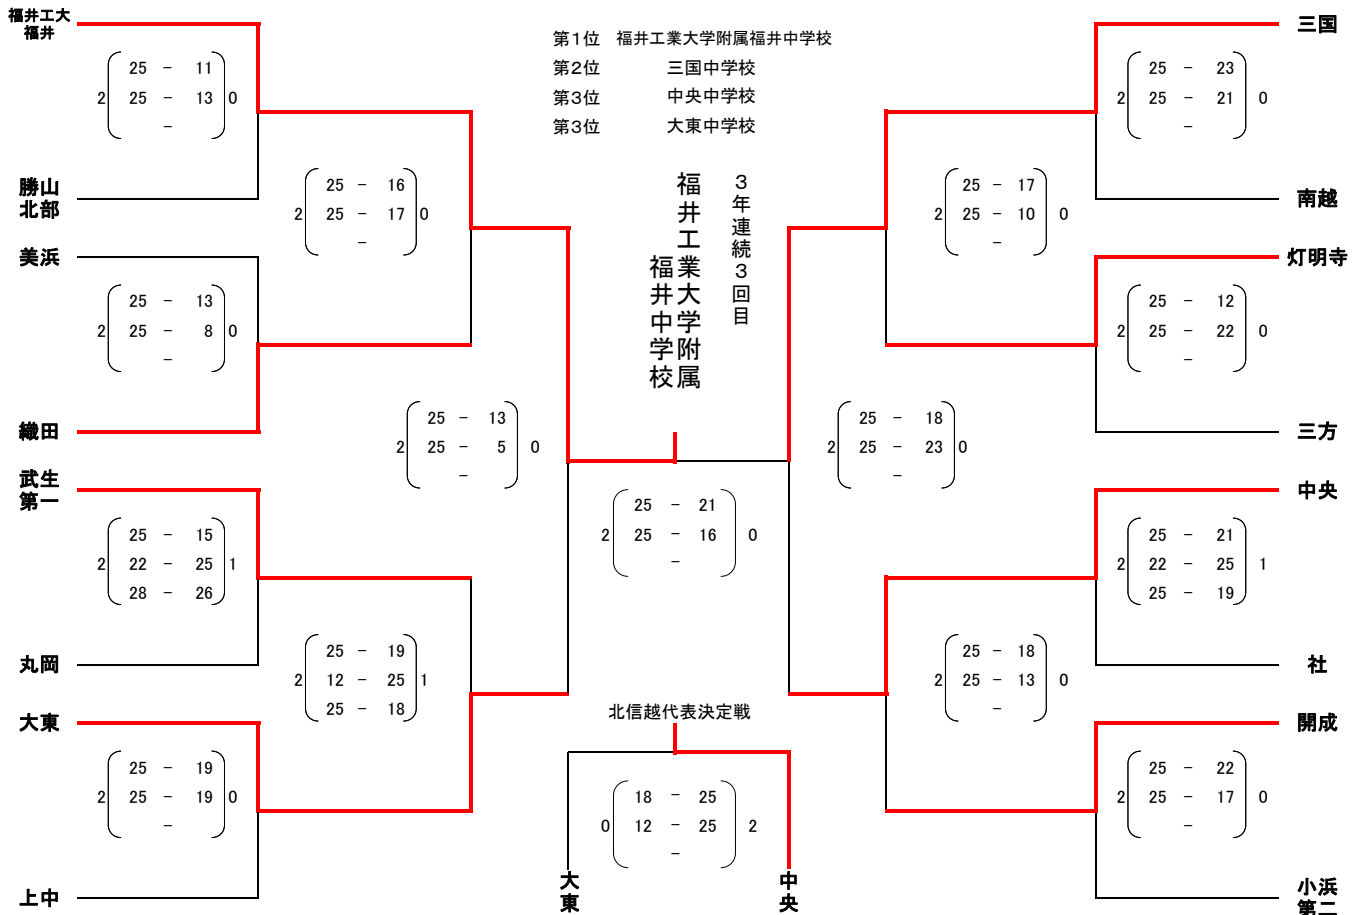 福井工大
福井
2 25 - 11 0
25 - 13
-
勝山
北部
2 25 - 16 0
25 - 17
-
美浜
2 25 - 13 0
25 - 8
-
織田
2 25 - 13 0
25 - 5
-
武生
第一
2 25 - 15 1
22 - 25
28 - 26
丸岡
2 25 - 19 1
12 - 25
25 - 18
大東
2 25 - 19 0
25 - 19
-
上中
第1位 福井工業大学附属福井中学校
第2位 三国中学校
第3位 中央中学校
第3位 大東中学校
3年連続3回目
福井工業大学附属
福井中学校
2 25 - 21 0
25 - 16
-
北信越代表決定戦
0 18 - 25 2
12 - 25
-
大東
中央
三国
2 25 - 23 0
25 - 21
-
南越
2 25 - 17 0
25 - 10
-
灯明寺
2 25 - 12 0
25 - 22
-
三方
2 25 - 18 0
25 - 23
-
中央
2 25 - 21 1
22 - 25
25 - 19
社
2 25 - 18 0
25 - 13
-
開成
2 25 - 22 0
25 - 17
-
小浜
第二